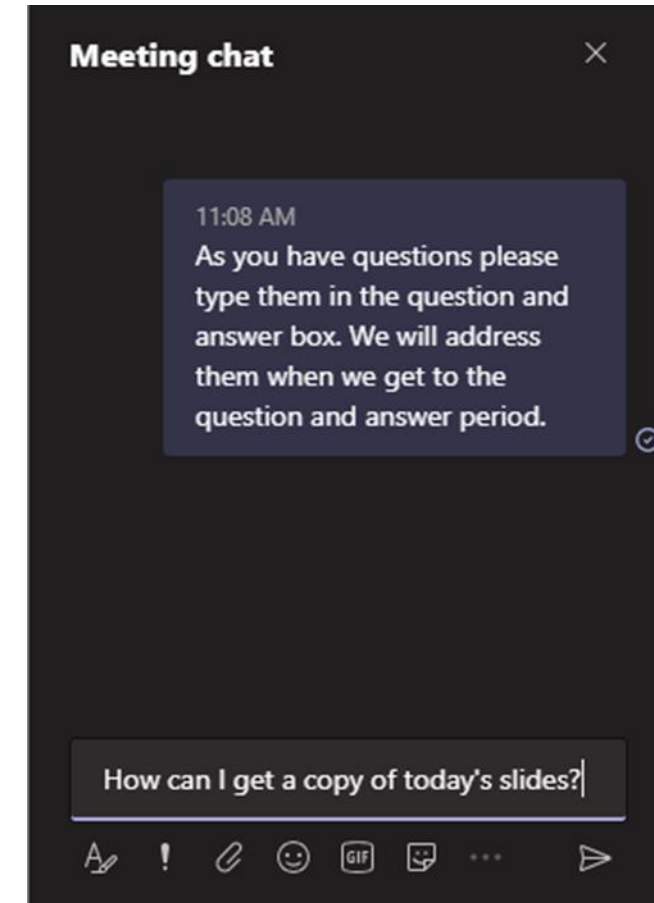 Meeting chat
11:08 AM
As you have questions please
type them in the question and
answer box. We will address
them when we get to the
question and answer period.
How can I get a copy of today's slides?
GIF